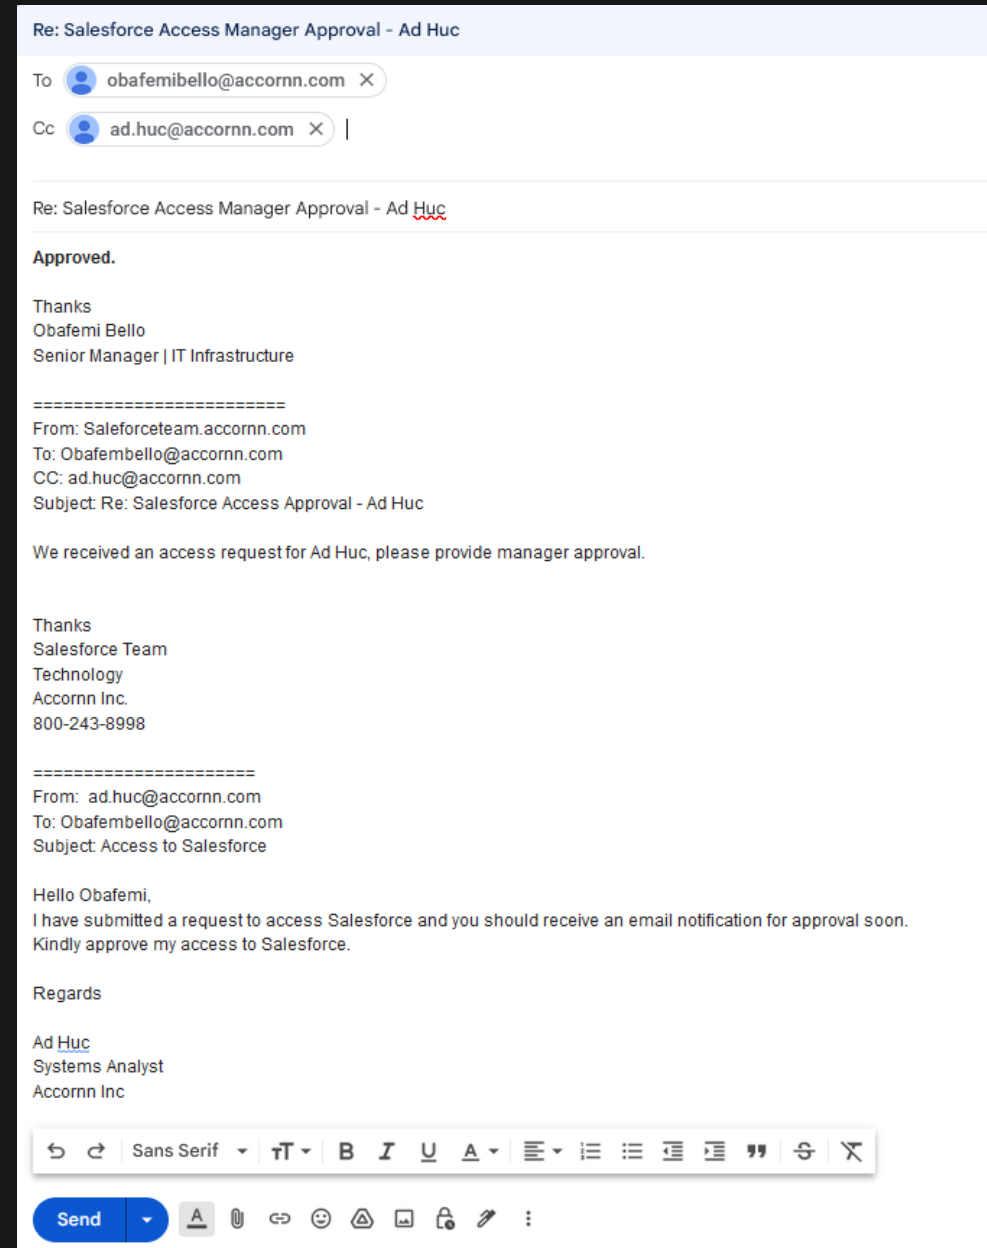 Re: Salesforce Access Manager Approval - Ad Huc
To obafemibello@accornn.com
Cc ad.huc@accornn.com
Re: Salesforce Access Manager Approval - Ad Huc
Approved.
Thanks
Obafemi Bello
Senior Manager | IT Infrastructure
=========================
From: Saleforceteam.accornn.com
To: Obafembello@accornn.com
CC: ad.huc@accornn.com
Subject: Re: Salesforce Access Approval - Ad Huc
We received an access request for Ad Huc, please provide manager approval.
Thanks
Salesforce Team
Technology
Accornn Inc.
800-243-8998
======================
From:  ad.huc@accornn.com
To: Obafembello@accornn.com
Subject: Access to Salesforce
Hello Obafemi,
I have submitted a request to access Salesforce and you should receive an email notification for approval soon.
Kindly approve my access to Salesforce.
Regards
Ad Huc
Systems Analyst
Accornn Inc
Sans Serif
Send